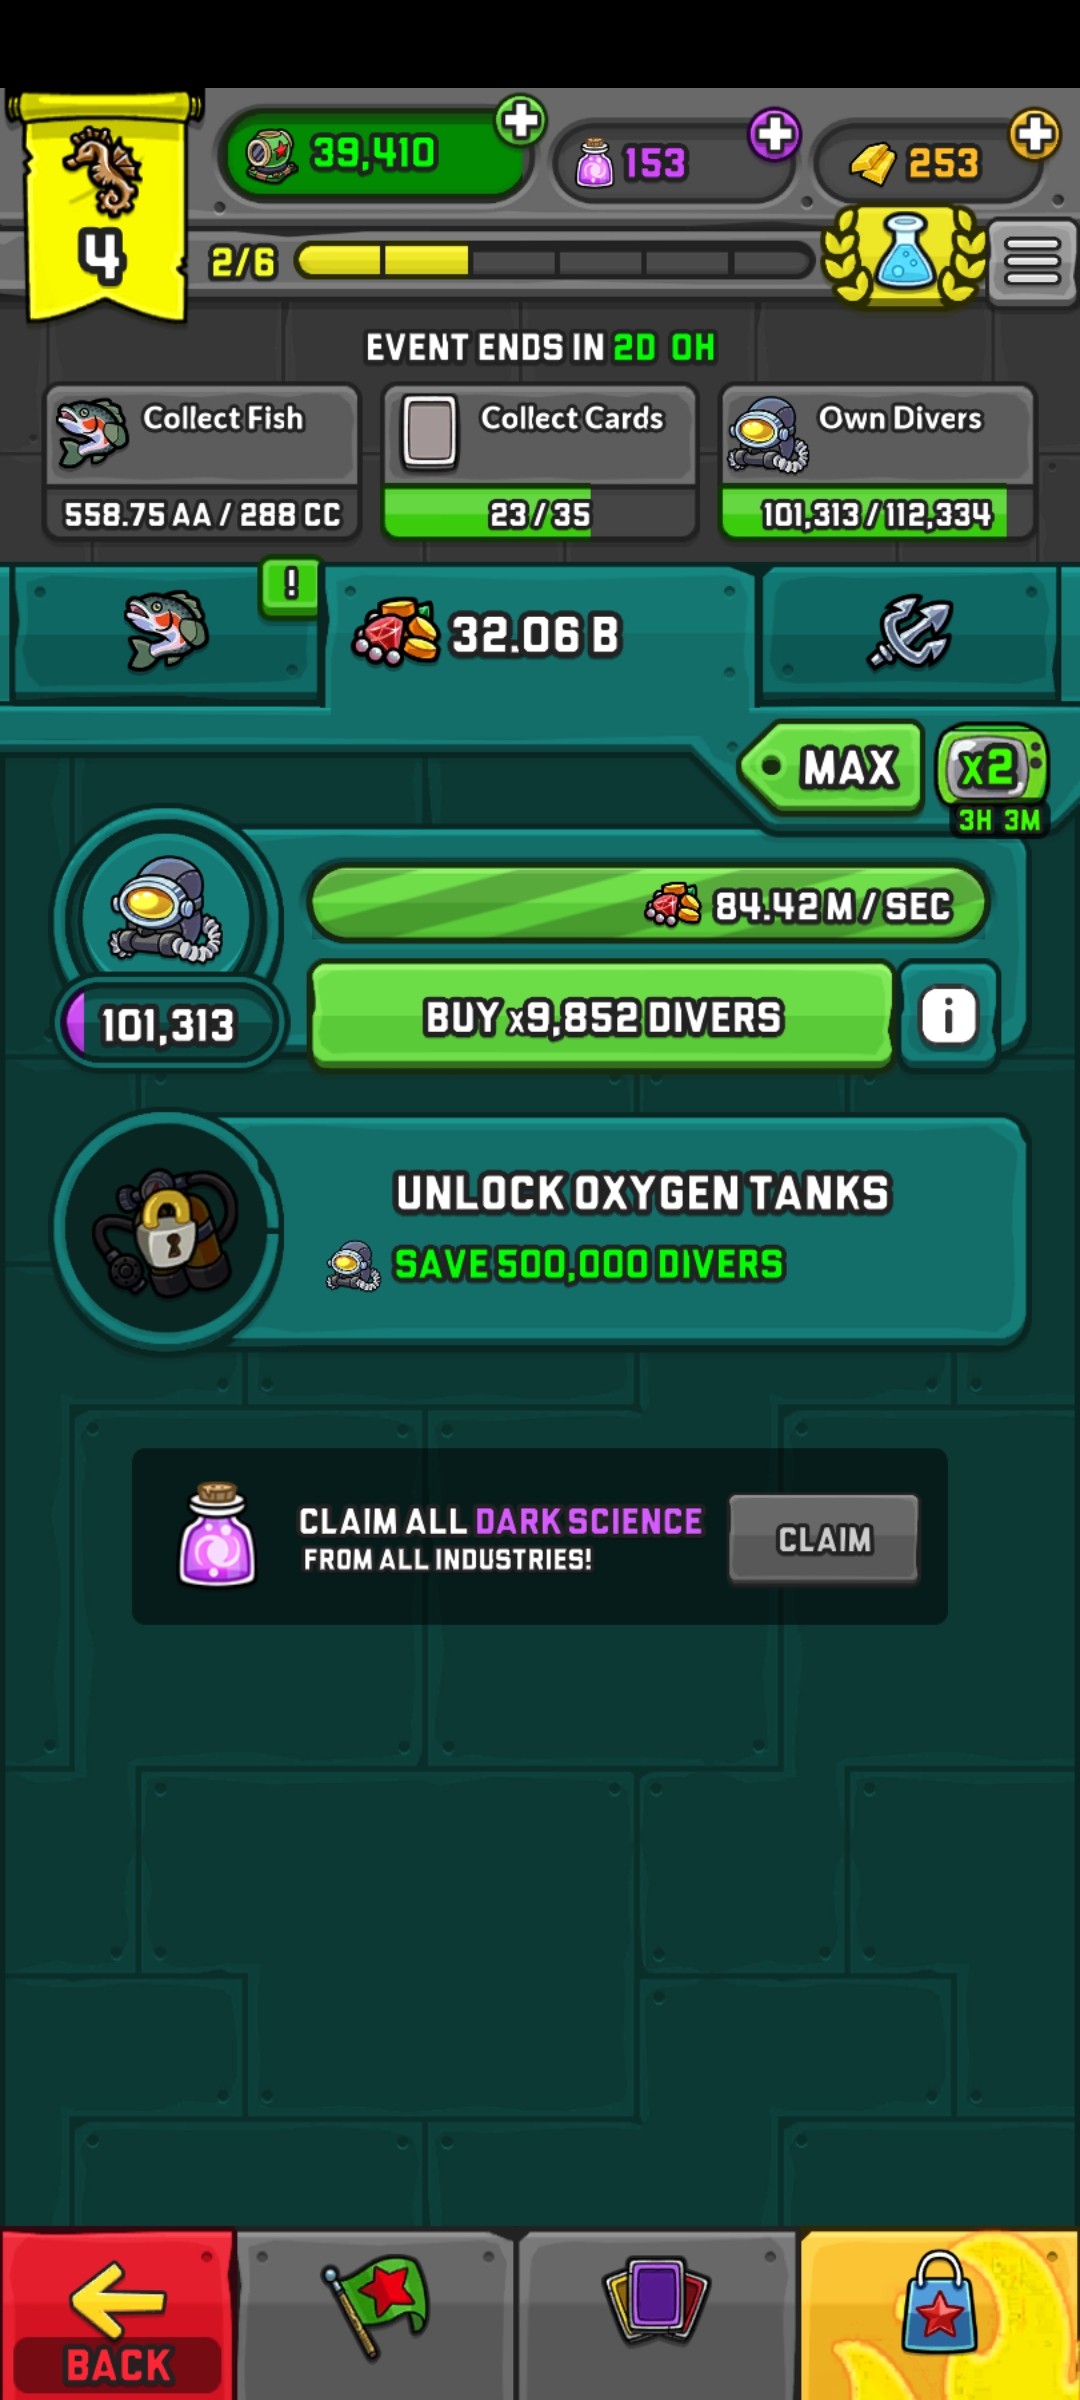 39,410
153
253
4
2/6
EVENT ENDS IN 2D 0H
Collect Fish
558.75 AA / 288 CC
Collect Cards
23/35
Own Divers
101,313/112,334
!
32.06 B
MAX
x2
3H 3M
84.42 M / SEC
101,313
BUY x9,852 DIVERS
i
UNLOCK OXYGEN TANKS
SAVE 500,000 DIVERS
CLAIM ALL DARK SCIENCE
FROM ALL INDUSTRIES!
CLAIM
BACK